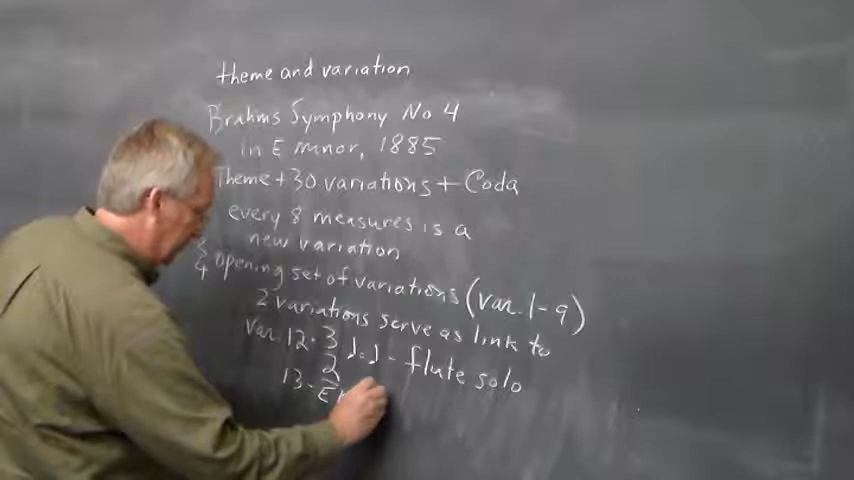 theme and variation
Brahms Symphony No 4
in E minor, 1885
Theme + 30 variations + Coda
every 8 measures is a
new variation
3/4 opening set of variations (var. 1-9)
2 variations serve as link to
var. 12. 3/2 ♩.♩ - flute solo
13 - E